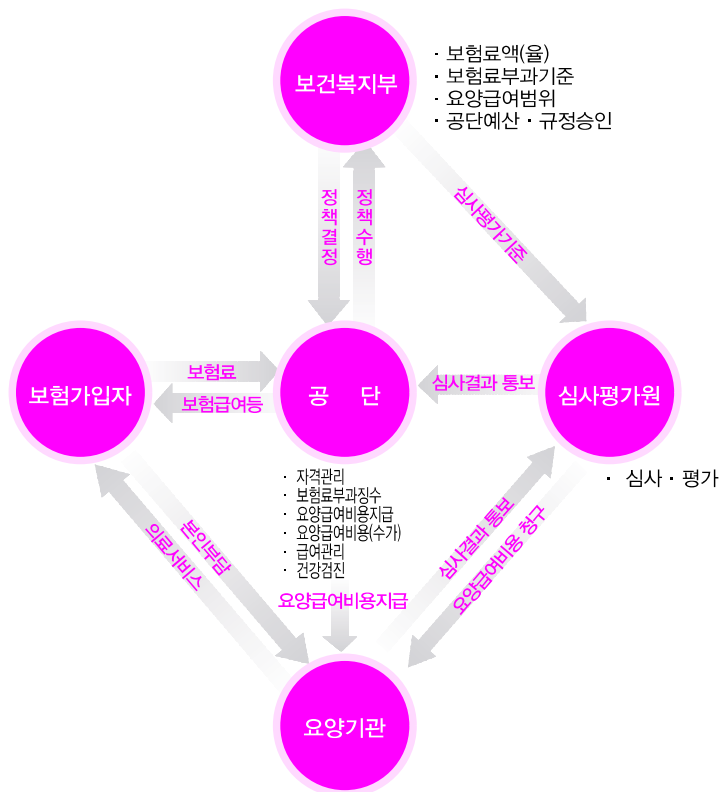 보건복지부
· 보험료액(율)
· 보험료부과기준
· 요양급여범위
· 공단예산 · 규정승인
정책결정
정책수행
심사평가기준
보험가입자
보험료
보험급여등
공 단
심사결과 통보
심사평가원
· 심사 · 평가
· 자격관리
· 보험료부과징수
· 요양급여비용지급
· 요양급여비용(수가)
· 급여관리
· 건강검진
본인부담
의료서비스
심사결과 통보
요양급여비용 청구
요양급여비용지급
요양기관